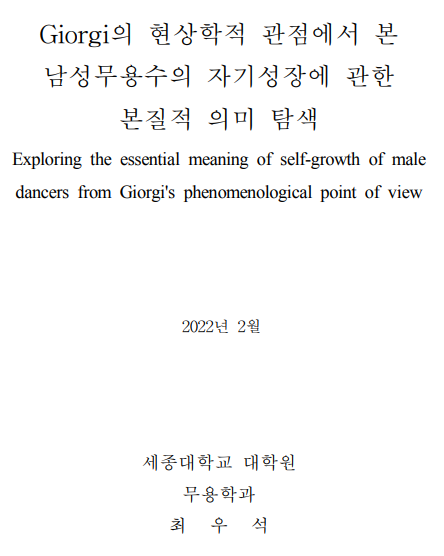 Giorgi의 현상학적 관점에서 본
남성무용수의 자기성장에 관한
본질적 의미 탐색
Exploring the essential meaning of self-growth of male
dancers from Giorgi's phenomenological point of view
2022년 2월
세종대학교 대학원
무용학과
최 우 석